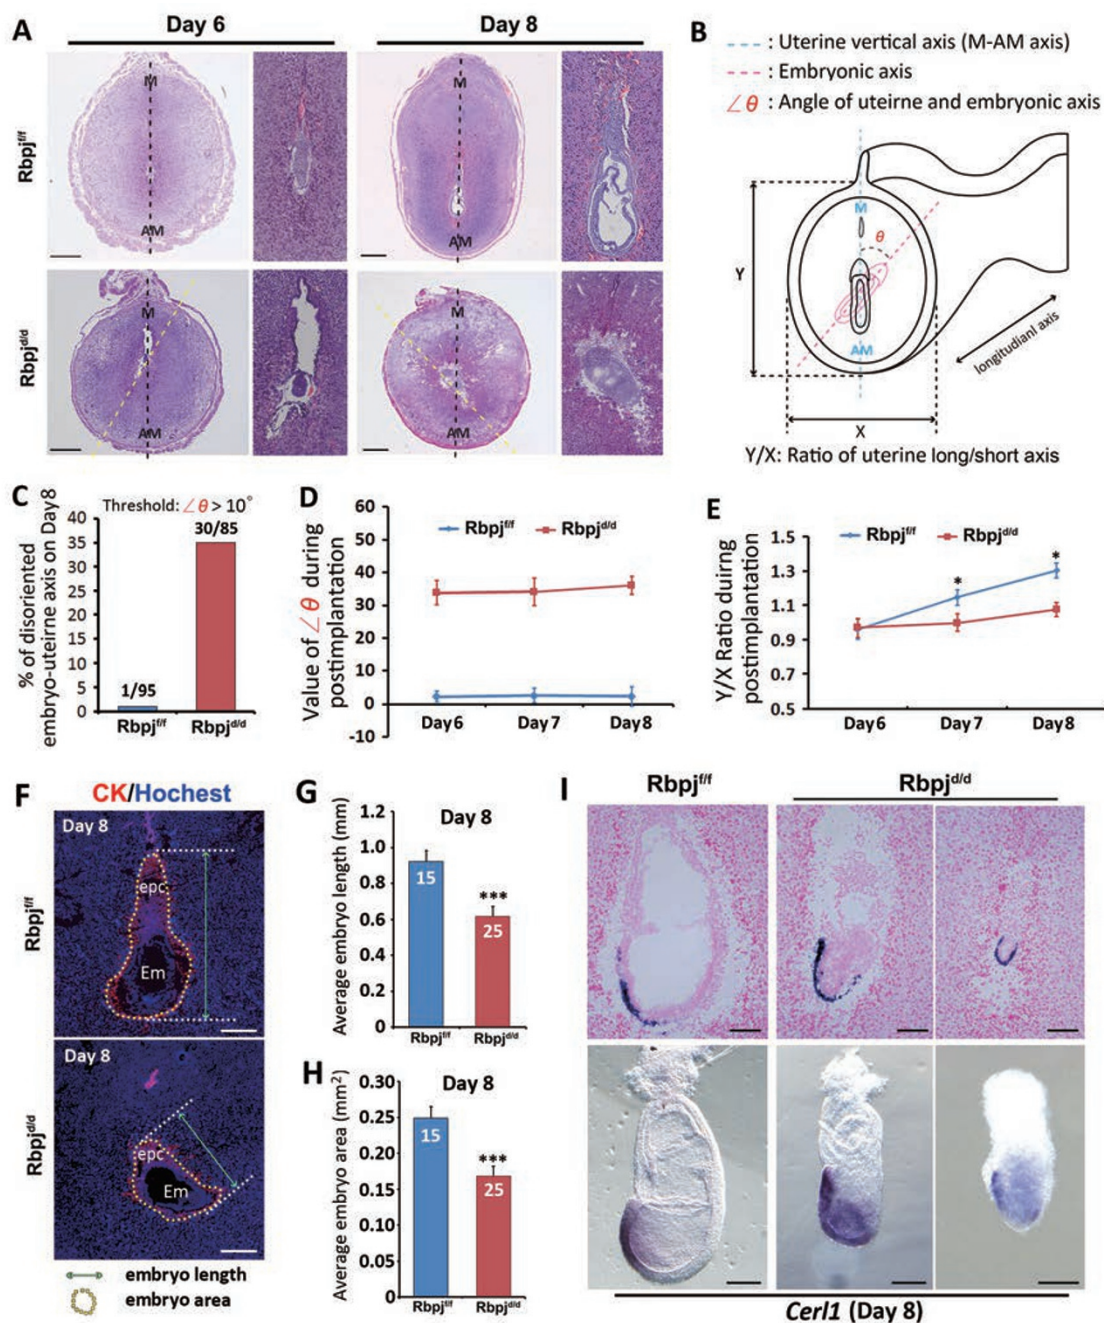 A
Day 6
Day 8
Rbpjf/f
M
AM
M
AM
Rbpjd/d
M
AM
M
AM
B
: Uterine vertical axis (M-AM axis)
: Embryonic axis
∠θ : Angle of uteirne and embryonic axis
M
θ
Y
AM
longitudianl axis
X
Y/X: Ratio of uterine long/short axis
C
Threshold: ∠θ > 10°
% of disoriented
embryo-uteirne axis on Day8
40
35
30
25
20
15
10
5
0
1/95
30/85
Rbpjf/f
Rbpjd/d
D
Value of ∠θ during
postimplantation
60
50
40
30
20
10
0
-10
Rbpjf/f
Rbpjd/d
Day6
Day7
Day8
E
Y/X Ratio duirng
postimplantation
1.5
1.3
1.1
0.9
0.7
0.5
Rbpjf/f
Rbpjd/d
*
*
Day6
Day7
Day8
F
CK/Hochest
Rbpjf/f
Day 8
epc
Em
Rbpjd/d
Day 8
epc
Em
embryo length
embryo area
G
Day 8
Average embryo length (mm)
1.2
1.0
0.8
0.6
0.4
0.2
0
15
***
25
Rbpjf/f
Rbpjd/d
H
Day 8
Average embryo area (mm2)
0.30
0.25
0.20
0.15
0.10
0.05
0
15
***
25
Rbpjf/f
Rbpjd/d
I
Rbpjf/f
Rbpjd/d
Cerl1 (Day 8)